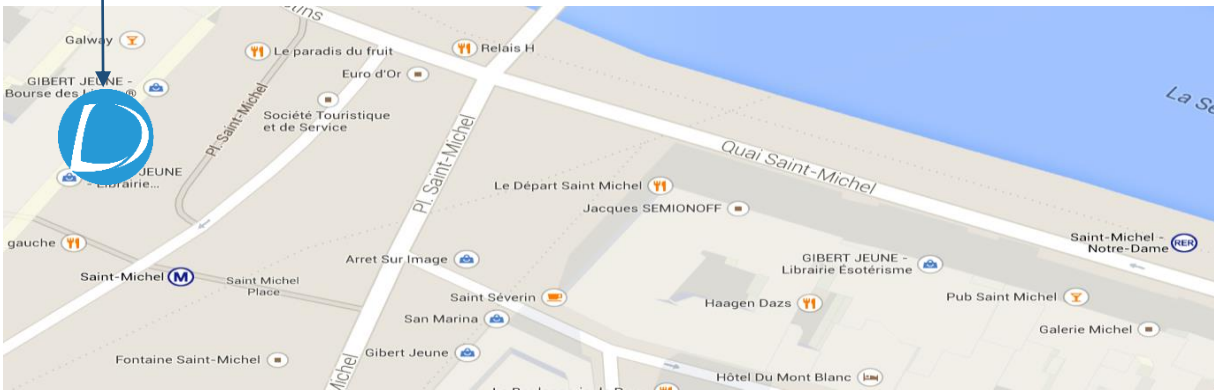 Galway
GIBERT JEUNE -
Bourse des
JEUNE
- Librairie...
gauche
Saint-Michel
M
Saint Michel
Place
Fontaine Saint-Michel
Le paradis du fruit
Relais H
Euro d'Or
Société Touristique
et de Service
Pl. Saint-Michel
Pl. Saint-Michel
Quai Saint-Michel
Le Départ Saint Michel
Jacques SEMIONOFF
Arret Sur Image
Saint Séverin
San Marina
Gibert Jeune
GIBERT JEUNE -
Librairie Ésotérisme
Haagen Dazs
Pub Saint Michel
Galerie Michel
Saint-Michel -
Notre-Dame
RER
Hôtel Du Mont Blanc
La
D